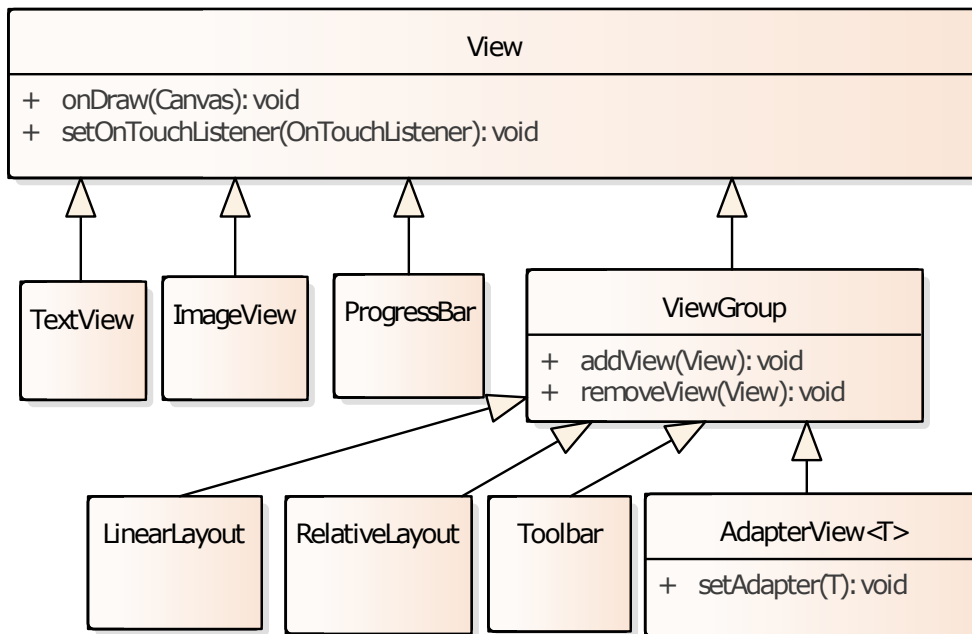 View
+ onDraw(Canvas): void
+ setOnTouchListener(OnTouchListener): void
TextView
ImageView
ProgressBar
ViewGroup
+ addView(View): void
+ removeView(View): void
LinearLayout
RelativeLayout
Toolbar
AdapterView<T>
+ setAdapter(T): void